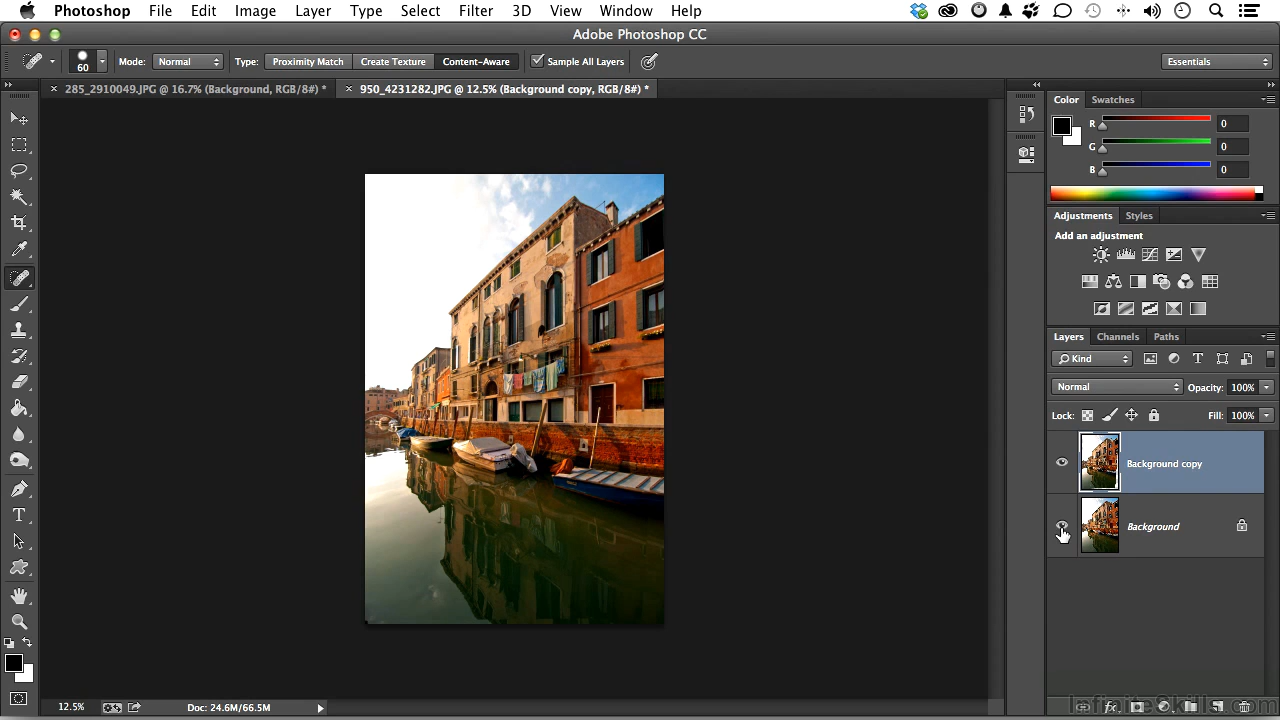 Photoshop File Edit Image Layer Type Select Filter 3D View Window Help
Adobe Photoshop CC
60 Mode: Normal Type: Proximity Match Create Texture Content-Aware Sample All Layers Essentials
× 285_2910049.JPG @ 16.7% (Background, RGB/8#) * × 950_4231282.JPG @ 12.5% (Background copy, RGB/8#) *
Color Swatches
R 0
G 0
B 0
Adjustments Styles
Add an adjustment
Layers Channels Paths
Kind
Normal Opacity: 100%
Lock: Fill: 100%
Background copy
Background
12.5% Doc: 24.6M/66.5M
InfiniteSkills.com